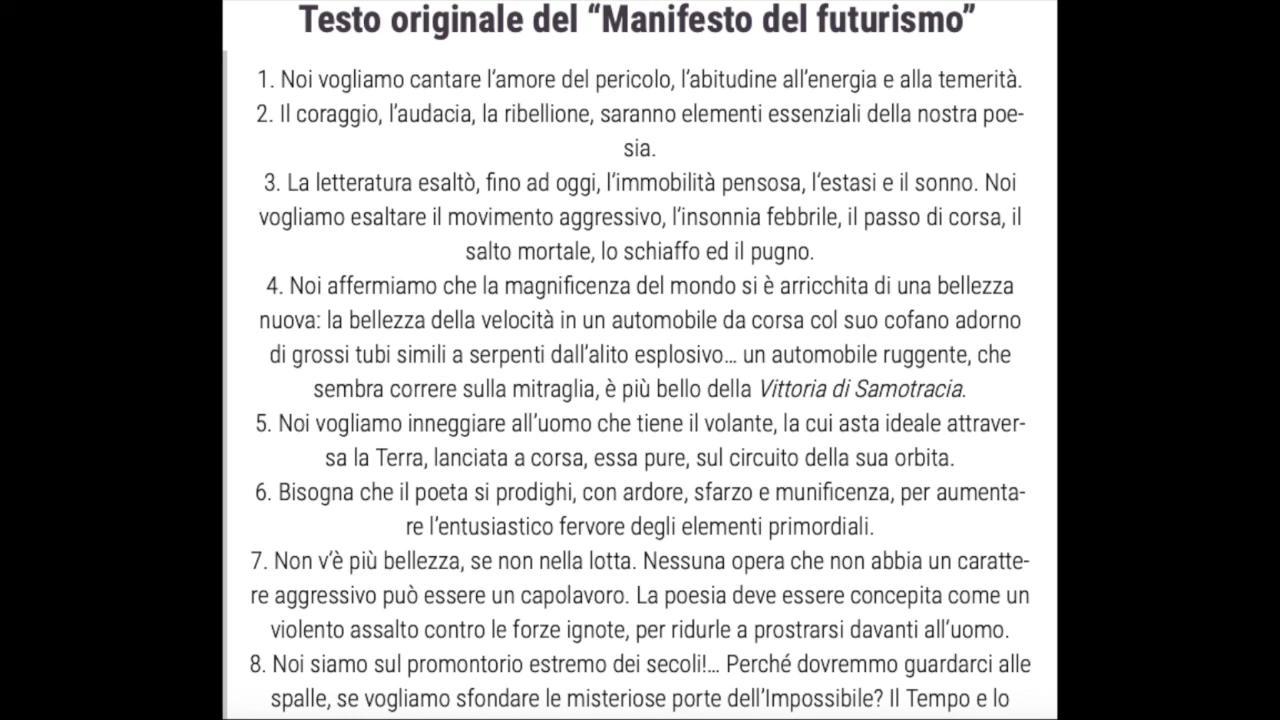 Testo originale del “Manifesto del futurismo”
1. Noi vogliamo cantare l’amore del pericolo, l’abitudine all’energia e alla temerità.
2. Il coraggio, l’audacia, la ribellione, saranno elementi essenziali della nostra poe-
sia.
3. La letteratura esaltò, fino ad oggi, l’immobilità pensosa, l’estasi e il sonno. Noi
vogliamo esaltare il movimento aggressivo, l’insonnia febbrile, il passo di corsa, il
salto mortale, lo schiaffo ed il pugno.
4. Noi affermiamo che la magnificenza del mondo si è arricchita di una bellezza
nuova: la bellezza della velocità in un automobile da corsa col suo cofano adorno
di grossi tubi simili a serpenti dall’alito esplosivo… un automobile ruggente, che
sembra correre sulla mitraglia, è più bello della Vittoria di Samotracia.
5. Noi vogliamo inneggiare all’uomo che tiene il volante, la cui asta ideale attraver-
sa la Terra, lanciata a corsa, essa pure, sul circuito della sua orbita.
6. Bisogna che il poeta si prodighi, con ardore, sfarzo e munificenza, per aumenta-
re l’entusiastico fervore degli elementi primordiali.
7. Non v’è più bellezza, se non nella lotta. Nessuna opera che non abbia un caratte-
re aggressivo può essere un capolavoro. La poesia deve essere concepita come un
violento assalto contro le forze ignote, per ridurle a prostrarsi davanti all’uomo.
8. Noi siamo sul promontorio estremo dei secoli!… Perché dovremmo guardarci alle
spalle, se vogliamo sfondare le misteriose porte dell’Impossibile? Il Tempo e lo